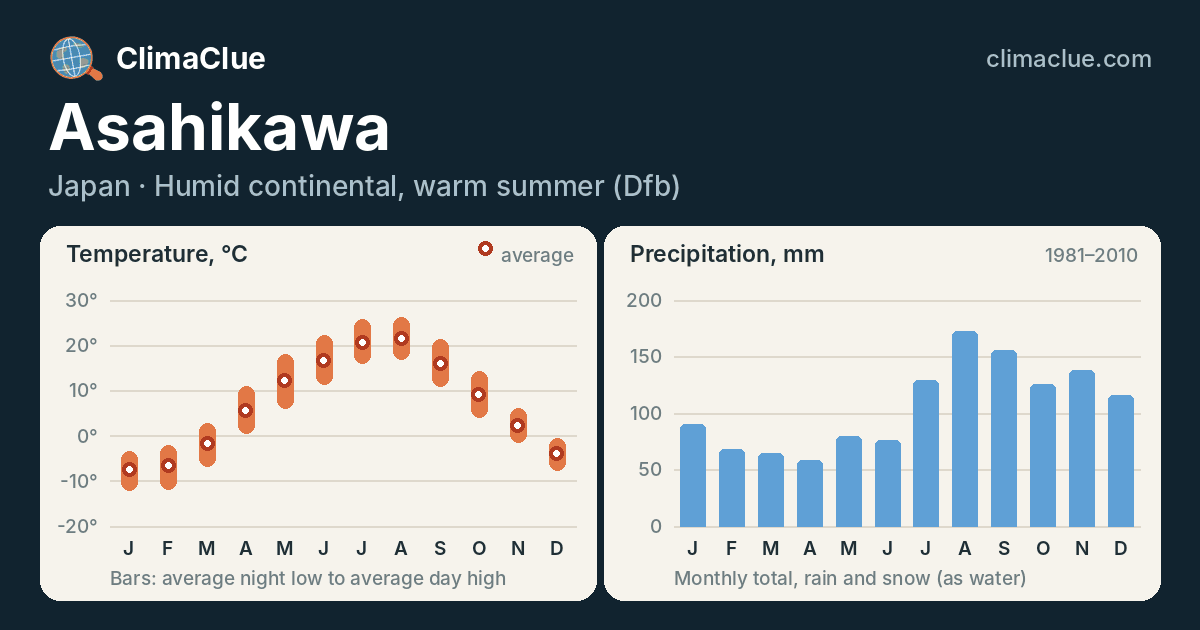 ClimaClue
climaclue.com
Asahikawa
Japan · Humid continental, warm summer (Dfb)
Temperature, °C
average
30°
20°
10°
0°
-10°
-20°
J F M A M J J A S O N D
Bars: average night low to average day high
Precipitation, mm
1981–2010
200
150
100
50
0
J F M A M J J A S O N D
Monthly total, rain and snow (as water)